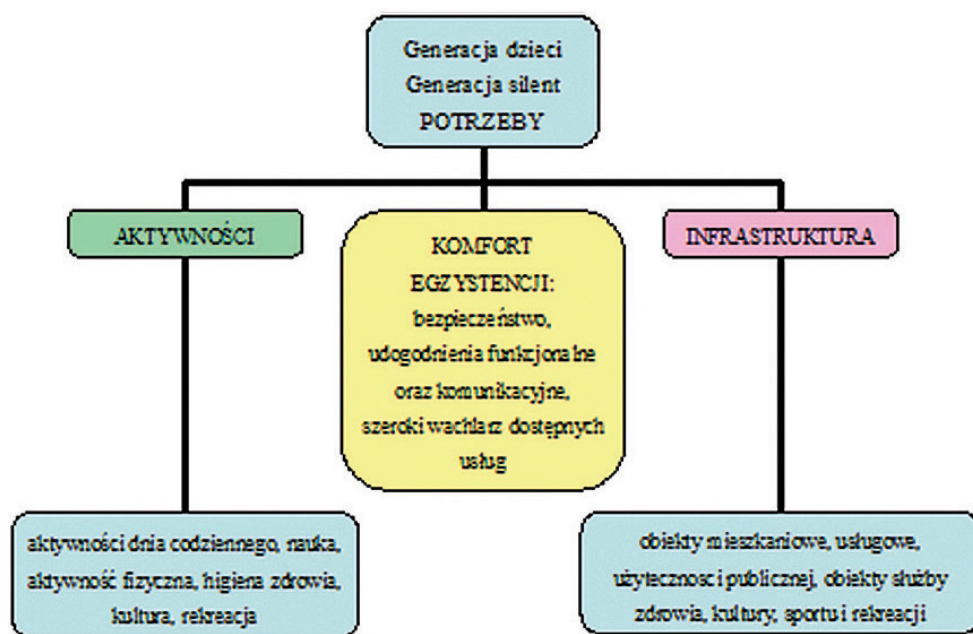 Generacja dzieci
Generacja silent
POTRZEBY
AKTYWNOŚCI
KOMFORT
EGZYSTENCJI:
bezpieczeństwo,
udogodnienia funkcjonalne
oraz komunikacyjne,
szeroki wachlarz dostępnych
usług
INFRASTRUKTURA
aktywności dnia codziennego, nauka,
aktywność fizyczna, higiena zdrowia,
kultura, rekreacja
obiekty mieszkaniowe, usługowe,
użytecznosci publicznej, obiekty służby
zdrowia, kultury, sportu i rekreacji